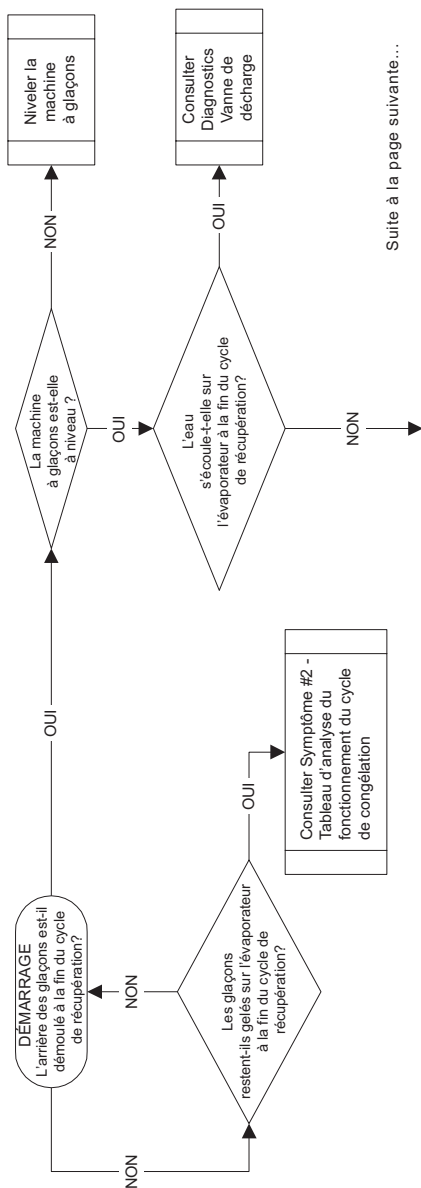 DÉMARRAGE
L'arrière des glaçons est-il
démoulé à la fin du cycle
de récupération?
OUI
La machine
à glaçons est-elle
à niveau ?
NON
Niveler la
machine
à glaçons
OUI
L'eau
s'écoule-t-elle sur
l'évaporateur à la fin du cycle
de récupération?
OUI
Consulter
Diagnostics
Vanne de
décharge
NON
Suite à la page suivante...
NON
Les glaçons
restent-ils gelés sur l'évaporateur
à la fin du cycle de
récupération?
NON
OUI
Consulter Symptôme #2 -
Tableau d'analyse du
fonctionnement du cycle
de congélation